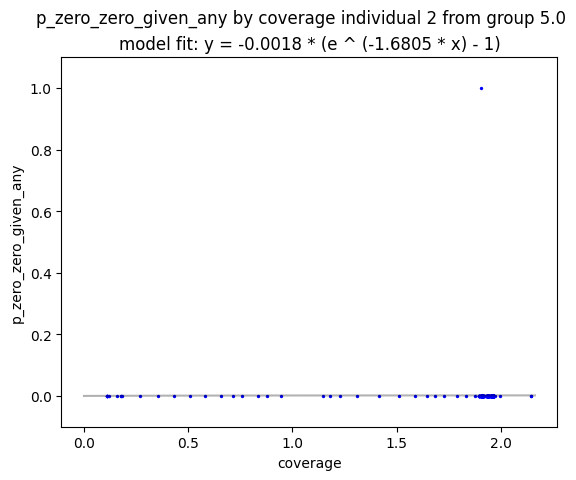 p_zero_zero_given_any by coverage individual 2 from group 5.0
model fit: y = -0.0018 * (e ^ (-1.6805 * x) - 1)
1.0
0.8
0.6
0.4
0.2
0.0
p_zero_zero_given_any
0.0 0.5 1.0 1.5 2.0
coverage